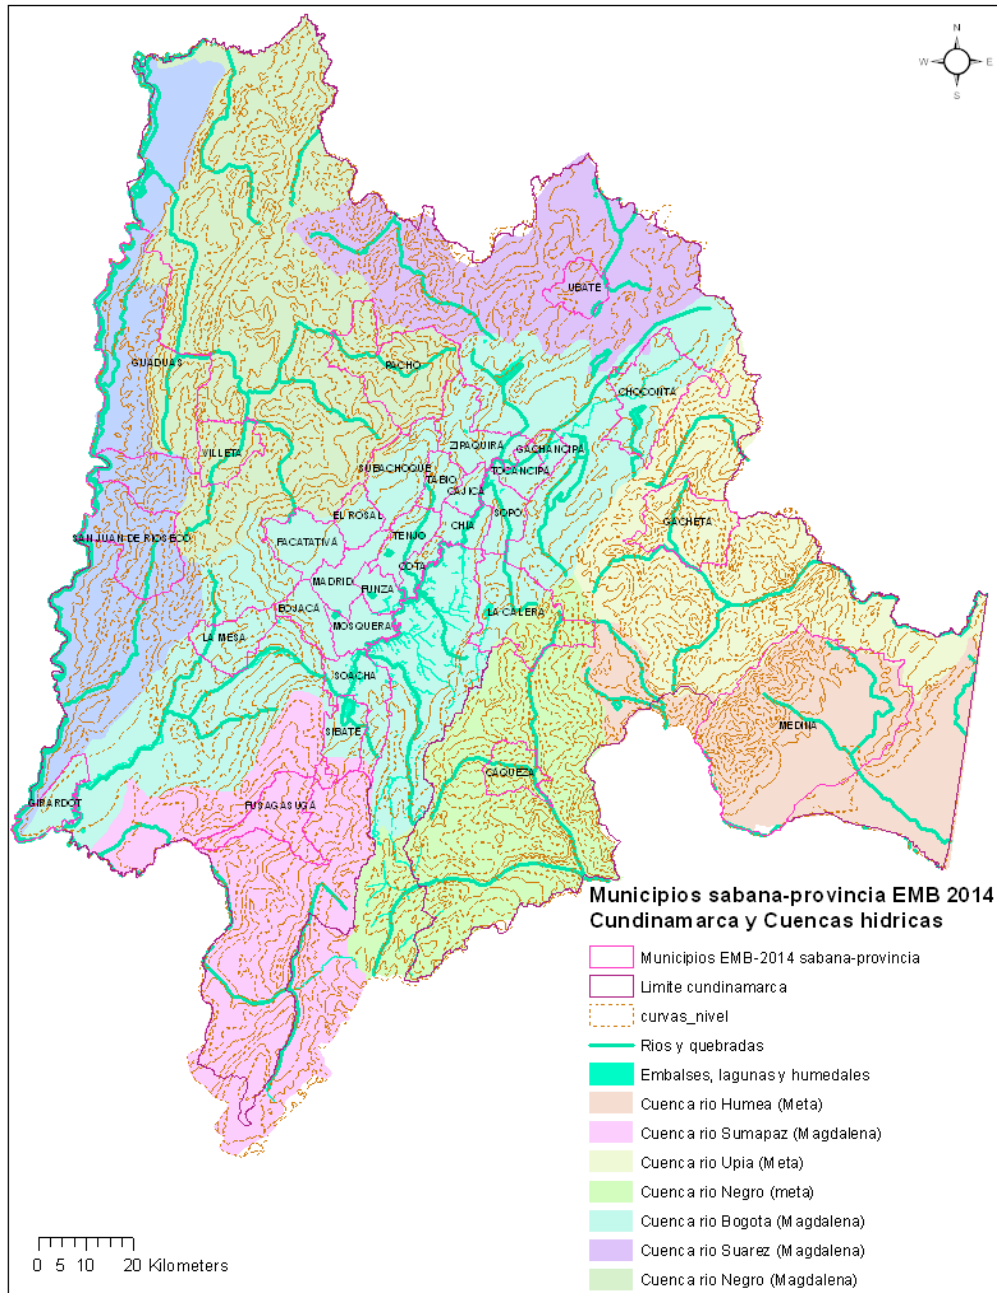 N
W E
S
UBATE
GUADUAS
PACHO
CHOCONTA
ZIPAQUIRA
GACHANCIPA
VILLETA
SUBACHOQUE
TOCANCIPA
TABIO
CAJICA
EL ROSAL
SOPO
CHIA
GACHETA
SAN JUAN DE RIOSECO
FACATATIVA
TENJO
COTA
MADRID
FUNZA
BOJACA
LA CALERA
MOSQUERA
LA MESA
SOACHA
MEDINA
SIBATE
CAQUEZA
GIRARDOT
FUSAGASUGA
Municipios sabana-provincia EMB 2014
Cundinamarca y Cuencas hidricas
Municipios EMB-2014 sabana-provincia
Limite cundinamarca
curvas_nivel
Rios y quebradas
Embalses, lagunas y humedales
Cuenca rio Humea (Meta)
Cuenca rio Sumapaz (Magdalena)
Cuenca rio Upia (Meta)
Cuenca rio Negro (meta)
Cuenca rio Bogota (Magdalena)
Cuenca rio Suarez (Magdalena)
Cuenca rio Negro (Magdalena)
0 5 10 20 Kilometers